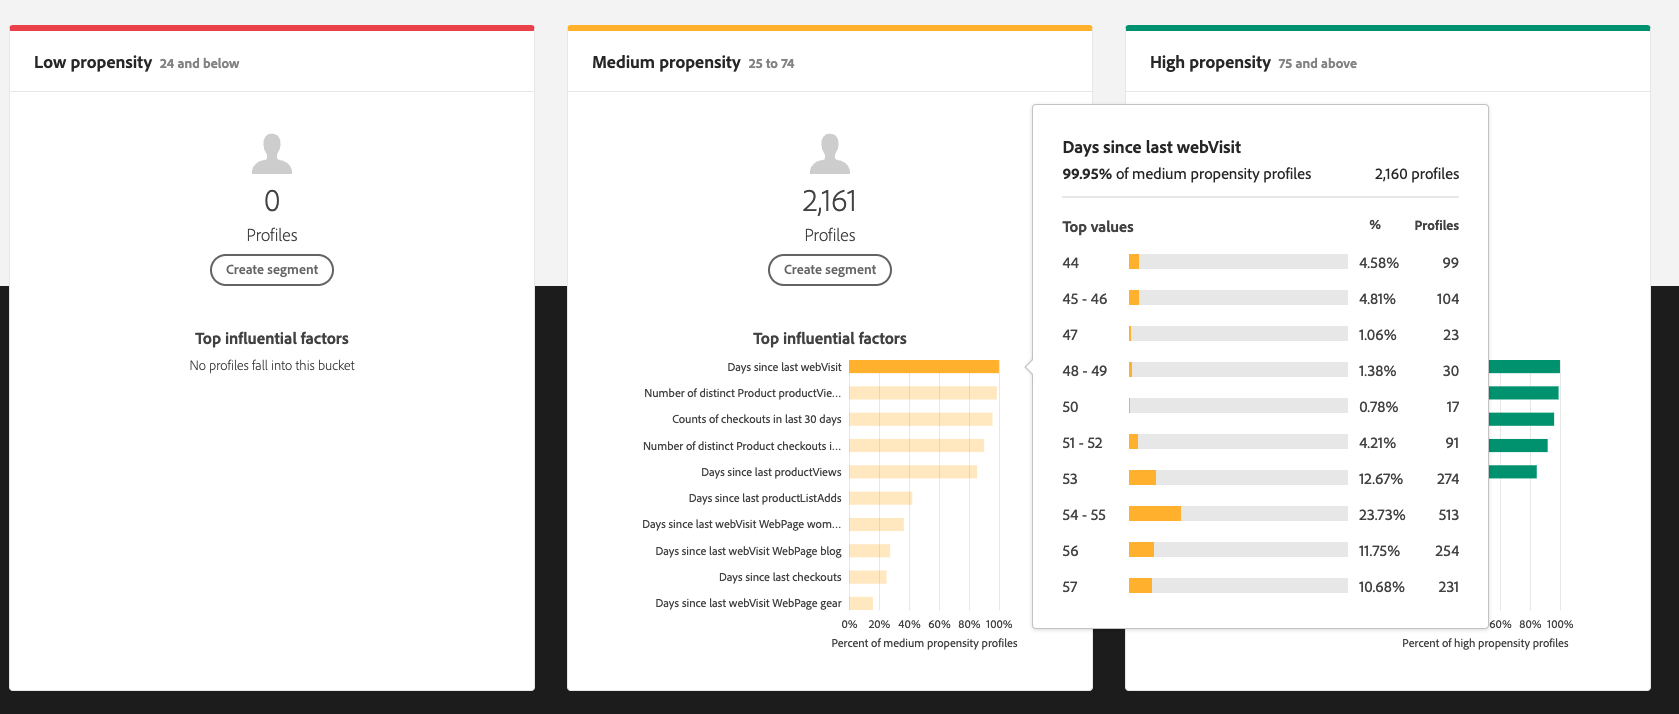 Low propensity 24 and below
0
Profiles
Create segment
Top influential factors
No profiles fall into this bucket
Medium propensity 25 to 74
2,161
Profiles
Create segment
Top influential factors
Days since last webVisit
Number of distinct Product productVie...
Counts of checkouts in last 30 days
Number of distinct Product checkouts i...
Days since last productViews
Days since last productListAdds
Days since last webVisit WebPage wom...
Days since last webVisit WebPage blog
Days since last checkouts
Days since last webVisit WebPage gear
0% 20% 40% 60% 80% 100%
Percent of medium propensity profiles
High propensity 75 and above
Days since last webVisit
99.95% of medium propensity profiles 2,160 profiles
Top values % Profiles
44 4.58% 99
45 - 46 4.81% 104
47 1.06% 23
48 - 49 1.38% 30
50 0.78% 17
51 - 52 4.21% 91
53 12.67% 274
54 - 55 23.73% 513
56 11.75% 254
57 10.68% 231
60% 80% 100%
Percent of high propensity profiles